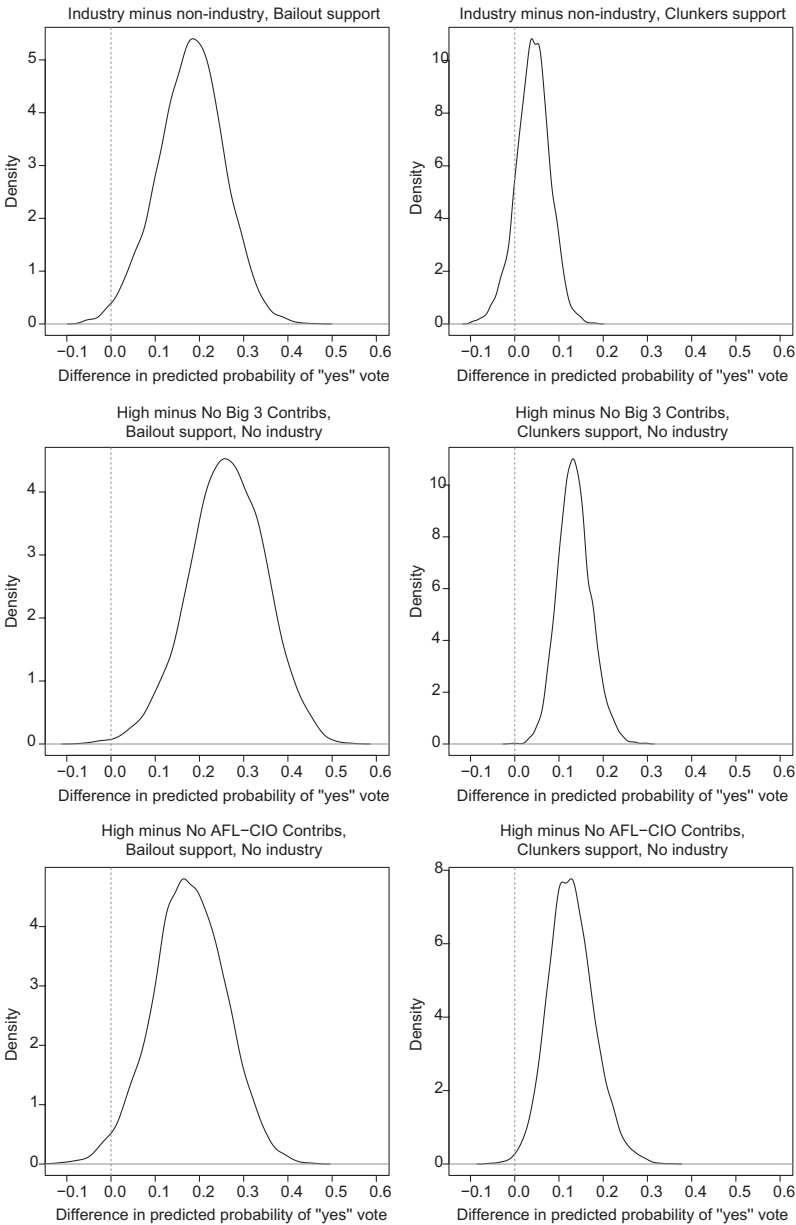 Industry minus non-industry, Bailout support
5
4
3
2
1
0
Density
−0.1 0.0 0.1 0.2 0.3 0.4 0.5 0.6
Difference in predicted probability of "yes" vote
Industry minus non-industry, Clunkers support
10
8
6
4
2
0
Density
−0.1 0.0 0.1 0.2 0.3 0.4 0.5 0.6
Difference in predicted probability of "yes" vote
High minus No Big 3 Contribs,
Bailout support, No industry
4
3
2
1
0
Density
−0.1 0.0 0.1 0.2 0.3 0.4 0.5 0.6
Difference in predicted probability of "yes" vote
High minus No Big 3 Contribs,
Clunkers support, No industry
10
8
6
4
2
0
Density
−0.1 0.0 0.1 0.2 0.3 0.4 0.5 0.6
Difference in predicted probability of "yes" vote
High minus No AFL−CIO Contribs,
Bailout support, No industry
4
3
2
1
0
Density
−0.1 0.0 0.1 0.2 0.3 0.4 0.5 0.6
Difference in predicted probability of "yes" vote
High minus No AFL−CIO Contribs,
Clunkers support, No industry
8
6
4
2
0
Density
−0.1 0.0 0.1 0.2 0.3 0.4 0.5 0.6
Difference in predicted probability of "yes" vote